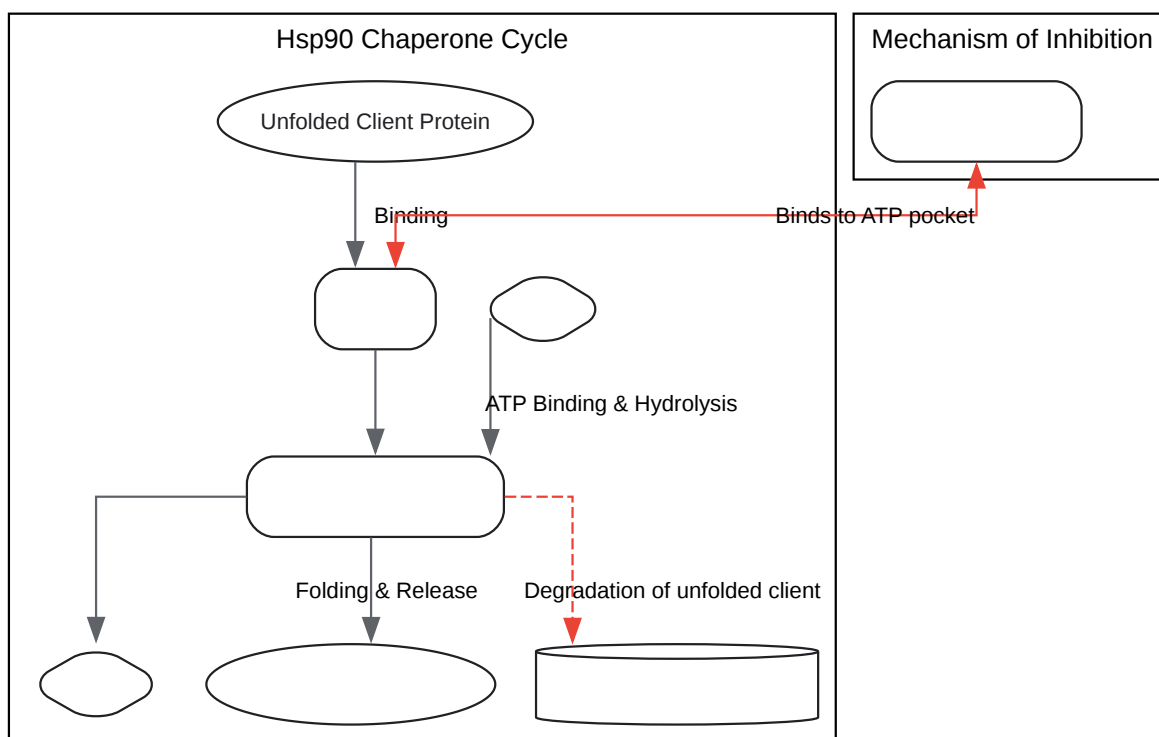 Hsp90 Chaperone Cycle
Mechanism of Inhibition
Unfolded Client Protein
Binding
Binds to ATP pocket
ATP Binding & Hydrolysis
Folding & Release
Degradation of unfolded client